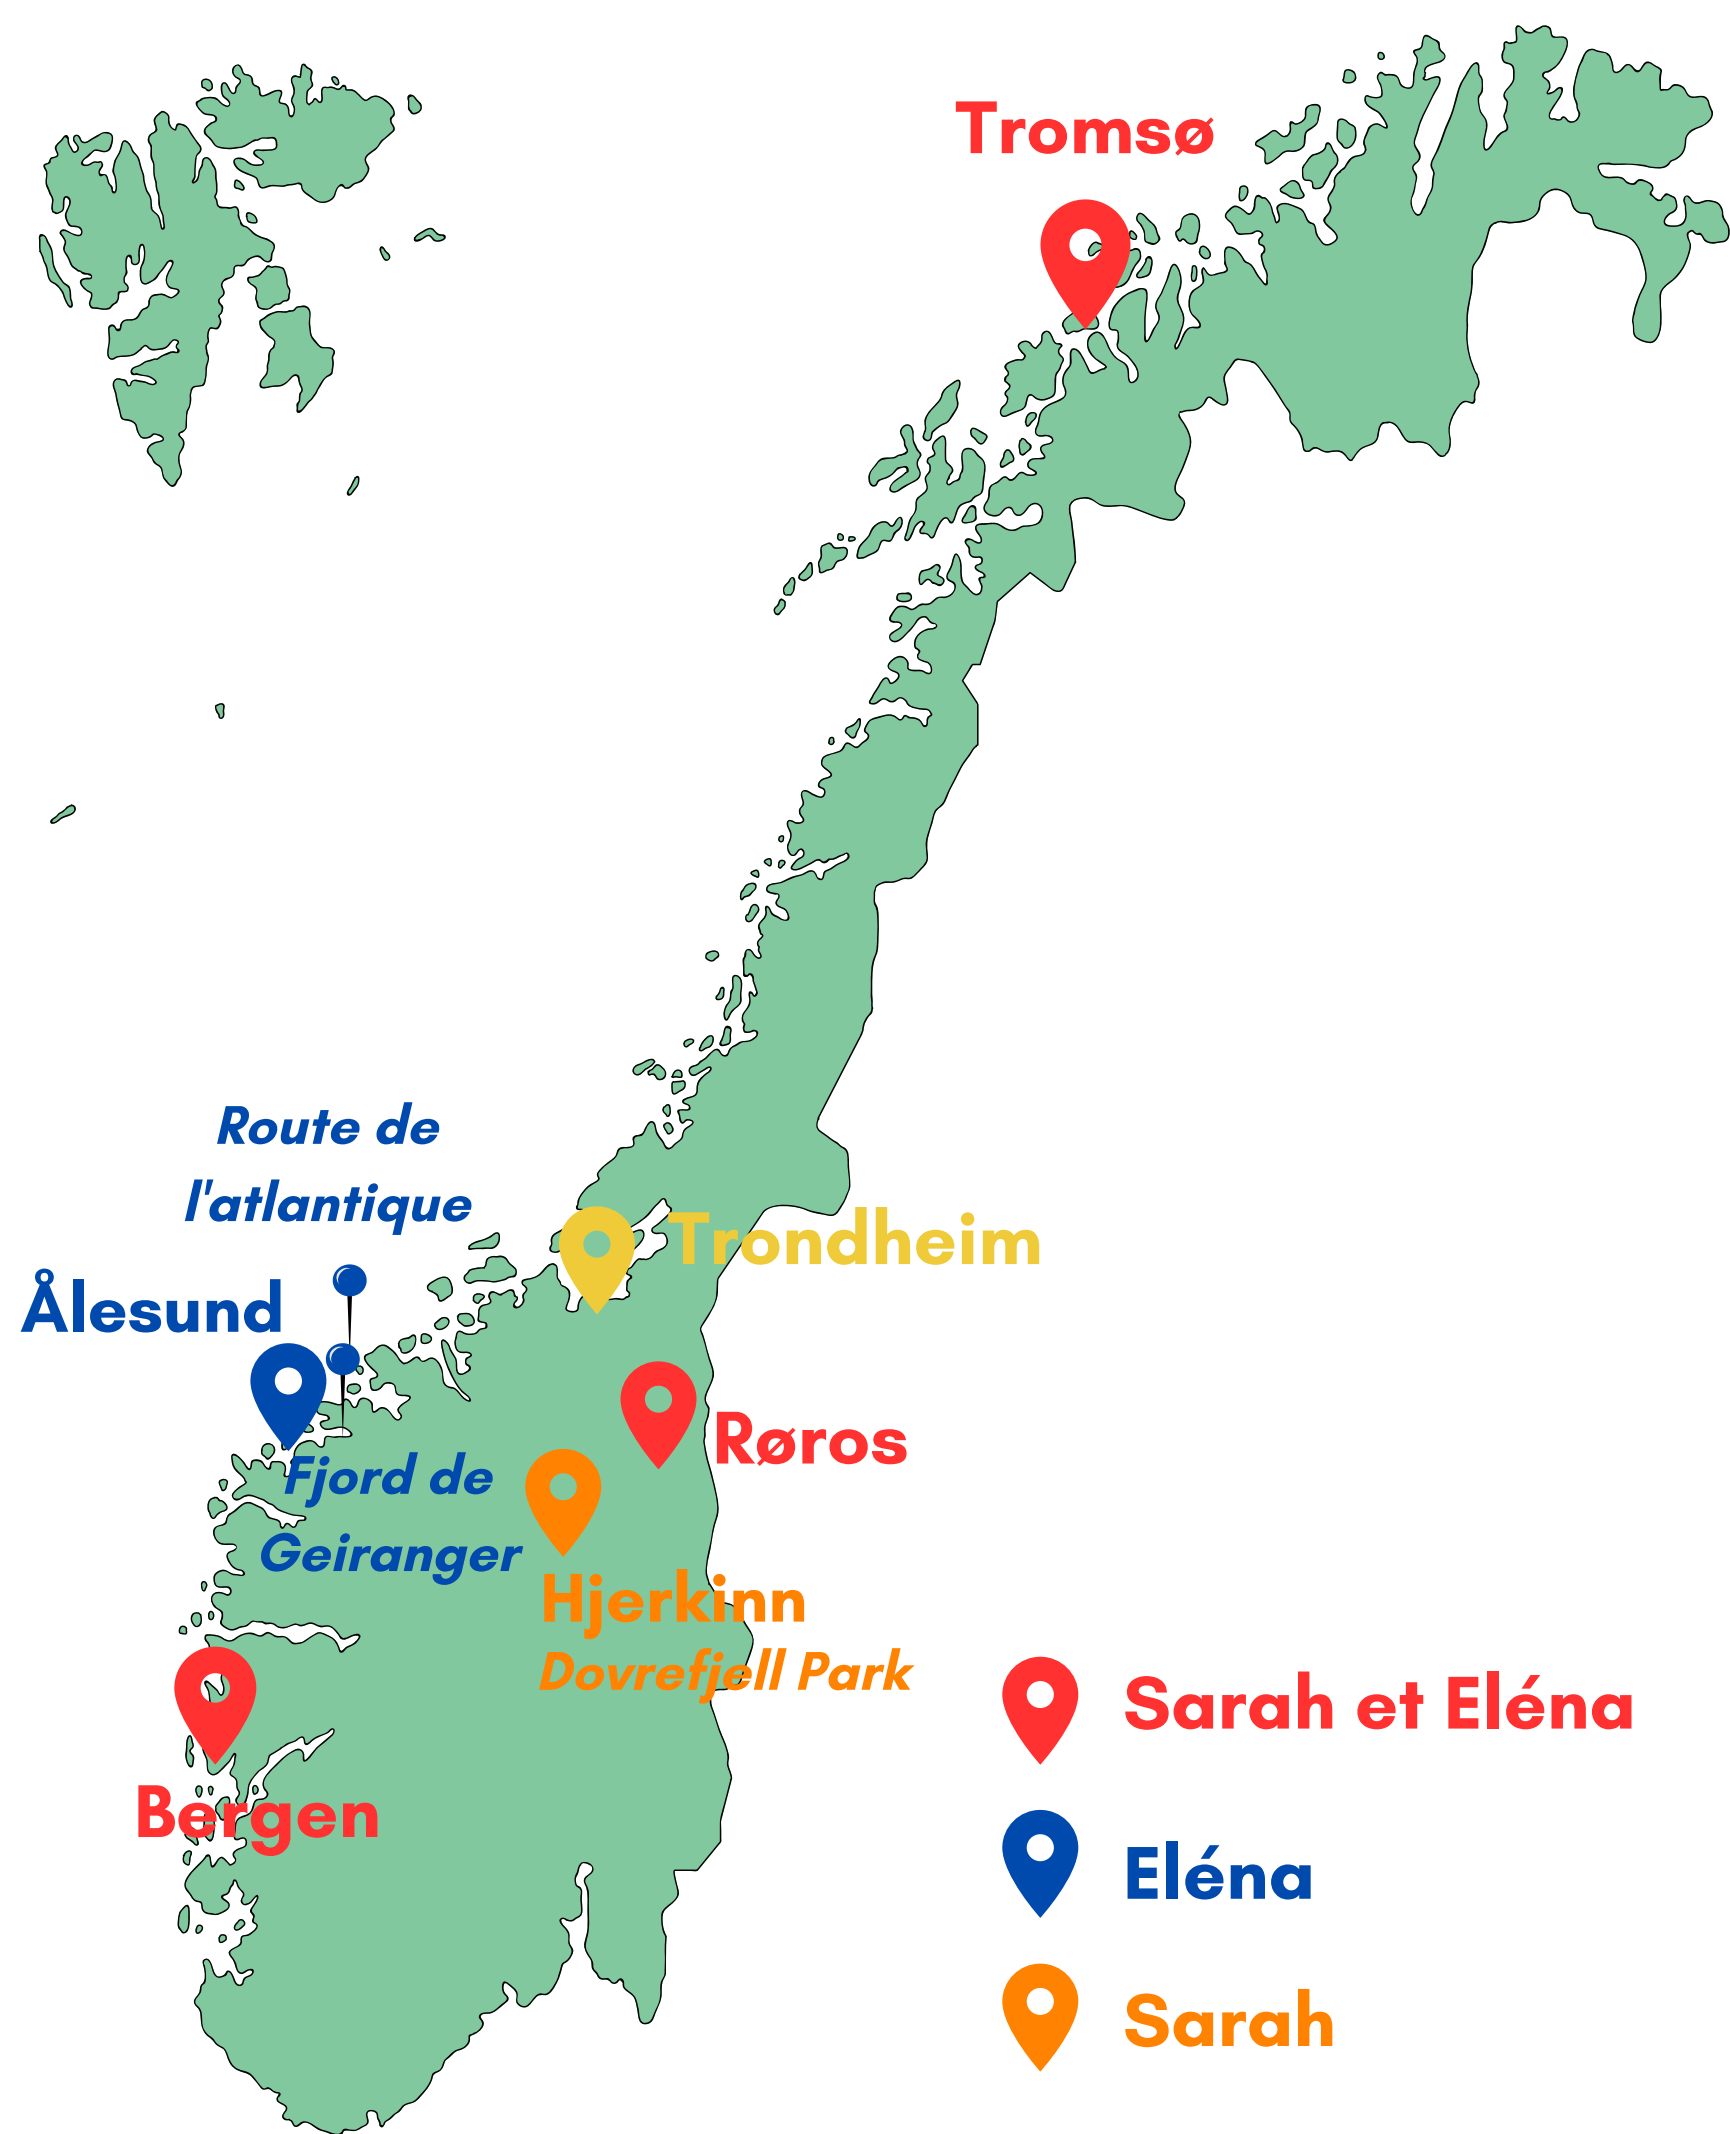 Tromsø
Route de
l'atlantique
Trondheim
Ålesund
Røros
Fjord de
Geiranger
Hjerkinn
Dovrefjell Park
Bergen
Sarah et Eléna
Eléna
Sarah